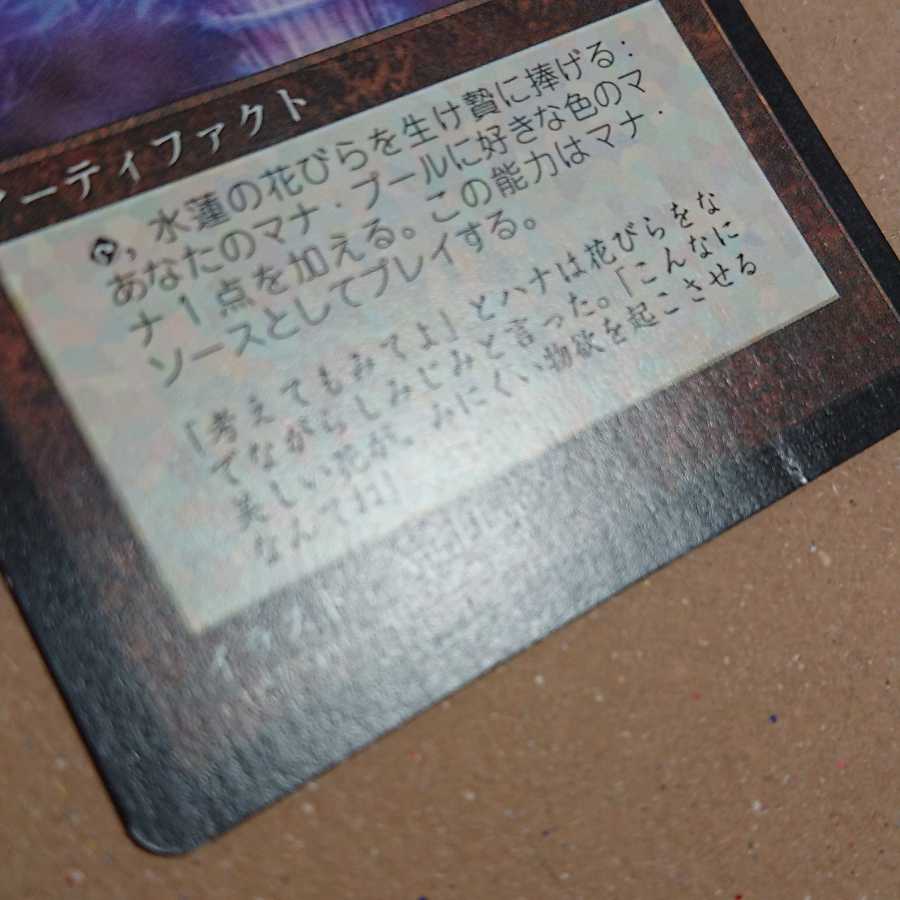 アーティファクト
, 水蓮の花びらを生け贄に捧げる:
あなたのマナ・プールに好きな色のマ
ナ1点を加える。この能力はマナ・
ソースとしてプレイする。
「考えてもみてよ」とハナは花びらをな
でながらしみじみと言った。「こんなに
美しい花が、みにくい物欲を起こさせる
なんてね」
イラスト